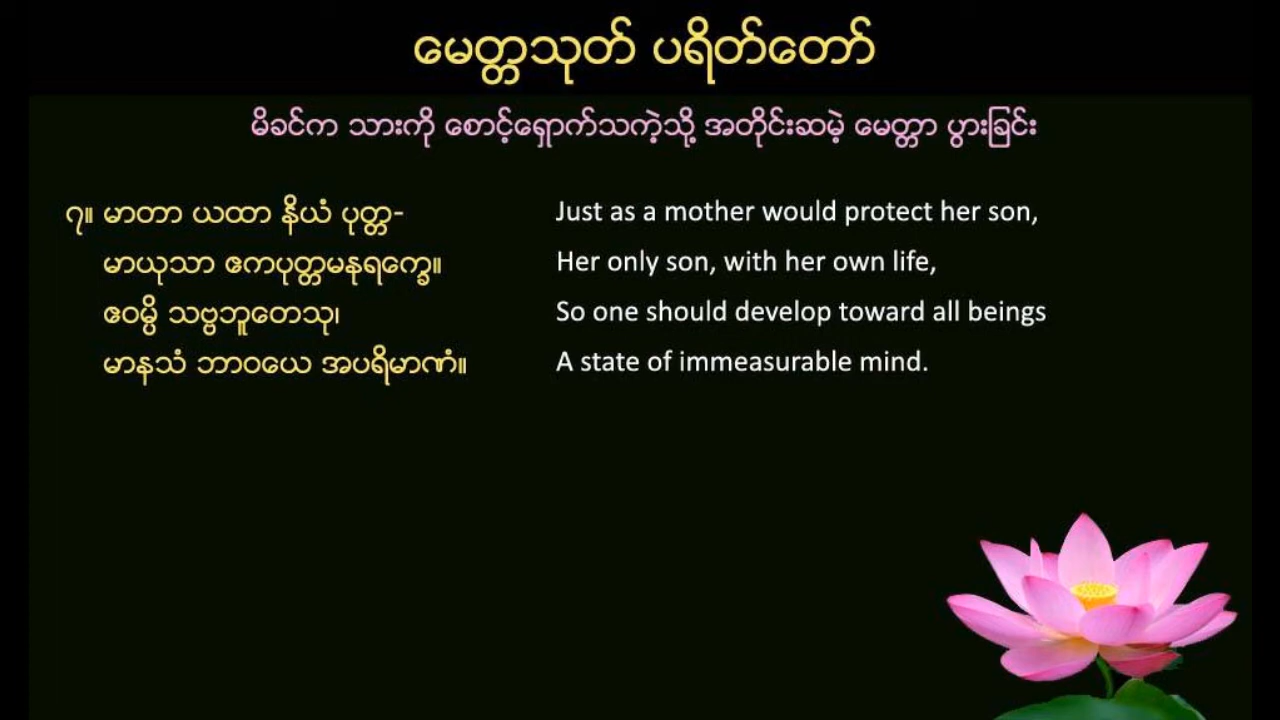 မေတ္တသုတ် ပရိတ်တော်
မိခင်က သားကို စောင့်ရှောက်သကဲ့သို့ အတိုင်းဆမဲ့ မေတ္တာ ပွားခြင်း
၇။ မာတာ ယထာ နိယံ ပုတ္တ-
မာယုသာ ဧကပုတ္တမနုရက္ခေ။
ဧဝမ္ပိ သဗ္ဗဘူတေသု၊
မာနသံ ဘာဝယေ အပရိမာဏံ။
Just as a mother would protect her son,
Her only son, with her own life,
So one should develop toward all beings
A state of immeasurable mind.